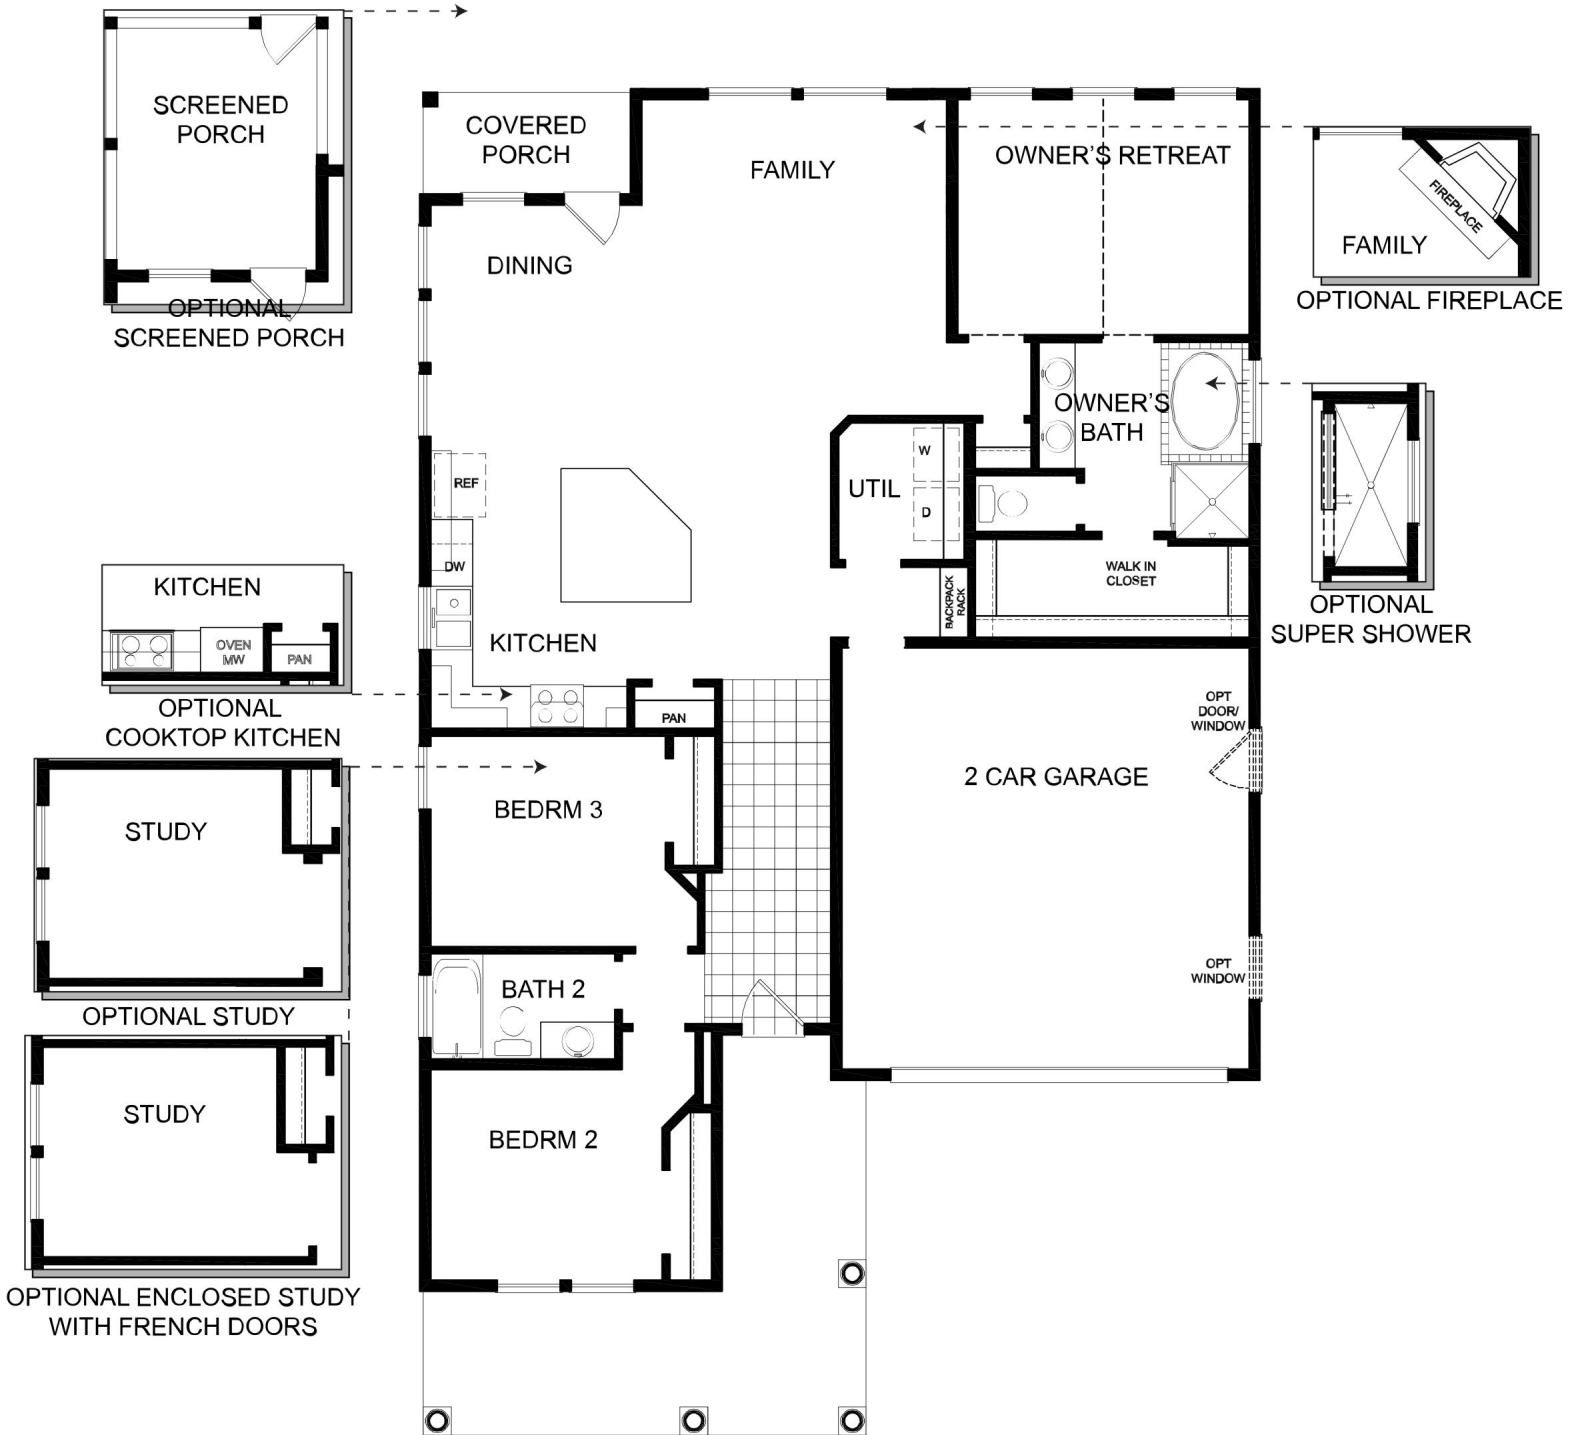 SCREENED
PORCH
OPTIONAL
SCREENED PORCH
COVERED
PORCH
FAMILY
OWNER'S RETREAT
FIREPLACE
FAMILY
OPTIONAL FIREPLACE
DINING
OWNER'S
BATH
W
UTIL
D
REF
DW
WALK IN
CLOSET
BACKPACK
RACK
OPTIONAL
SUPER SHOWER
KITCHEN
OVEN
MW
PAN
OPTIONAL
COOKTOP KITCHEN
KITCHEN
PAN
OPT
DOOR/
WINDOW
2 CAR GARAGE
BEDRM 3
STUDY
OPTIONAL STUDY
BATH 2
OPT
WINDOW
STUDY
OPTIONAL ENCLOSED STUDY
WITH FRENCH DOORS
BEDRM 2